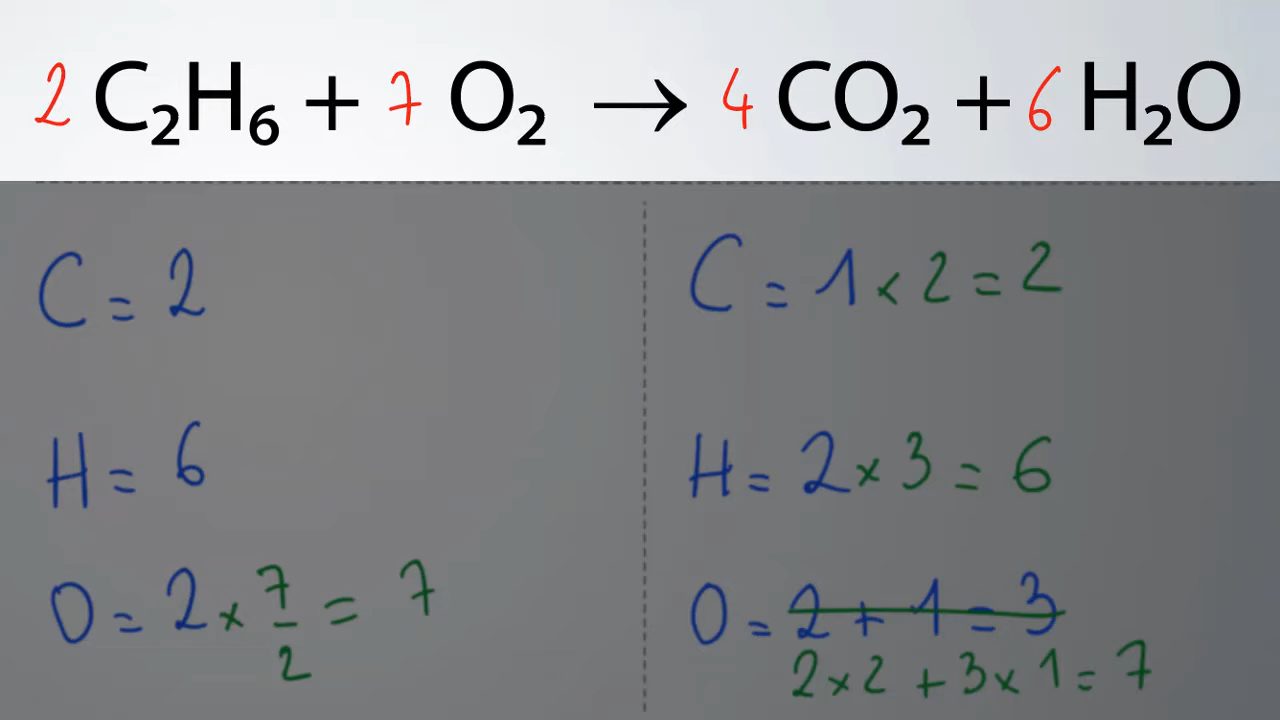 2 C₂H₆ + 7 O₂ → 4 CO₂ + 6 H₂O
C = 2
C = 1 × 2 = 2
H = 6
H = 2 × 3 = 6
O = 2 × 7/2 = 7
O = 2 + 1 = 3
2 × 2 + 3 × 1 = 7